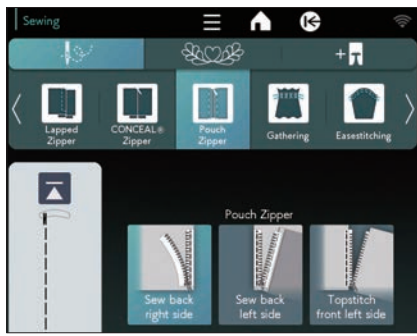 Sewing
Lapped
Zipper
CONCEAL®
Zipper
Pouch
Zipper
Gathering
Easestitching
Pouch Zipper
Sew back
right side
Sew back
left side
Topstitch
front left side